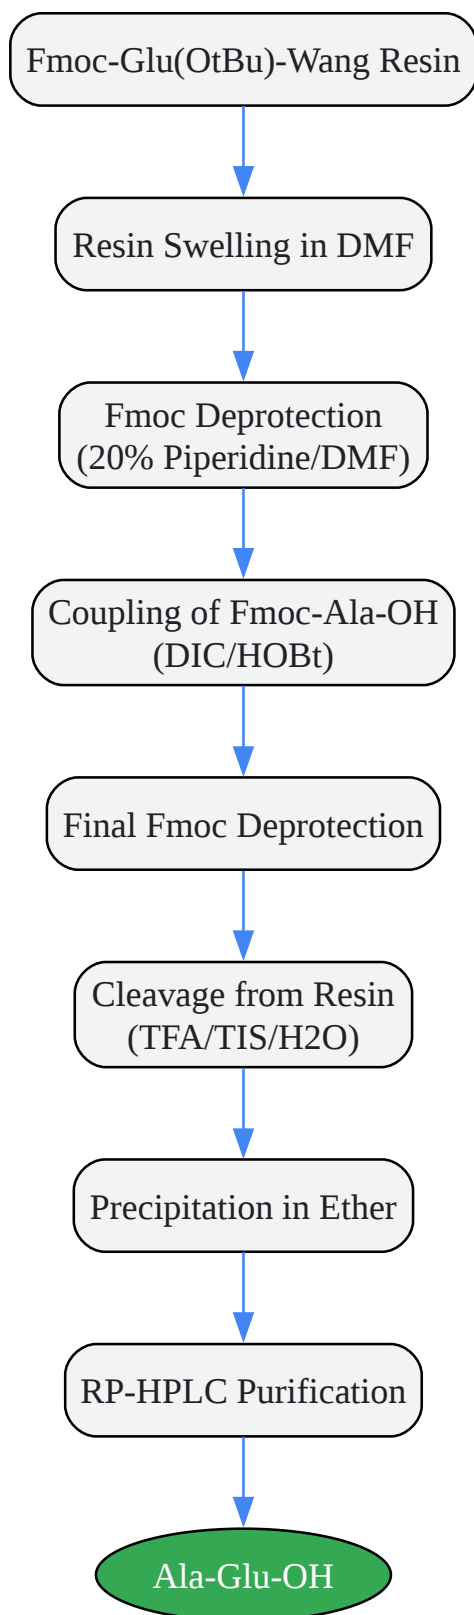 Fmoc-Glu(OtBu)-Wang Resin
Resin Swelling in DMF
Fmoc Deprotection
(20% Piperidine/DMF)
Coupling of Fmoc-Ala-OH
(DIC/HOBt)
Final Fmoc Deprotection
Cleavage from Resin
(TFA/TIS/H2O)
Precipitation in Ether
RP-HPLC Purification
Ala-Glu-OH